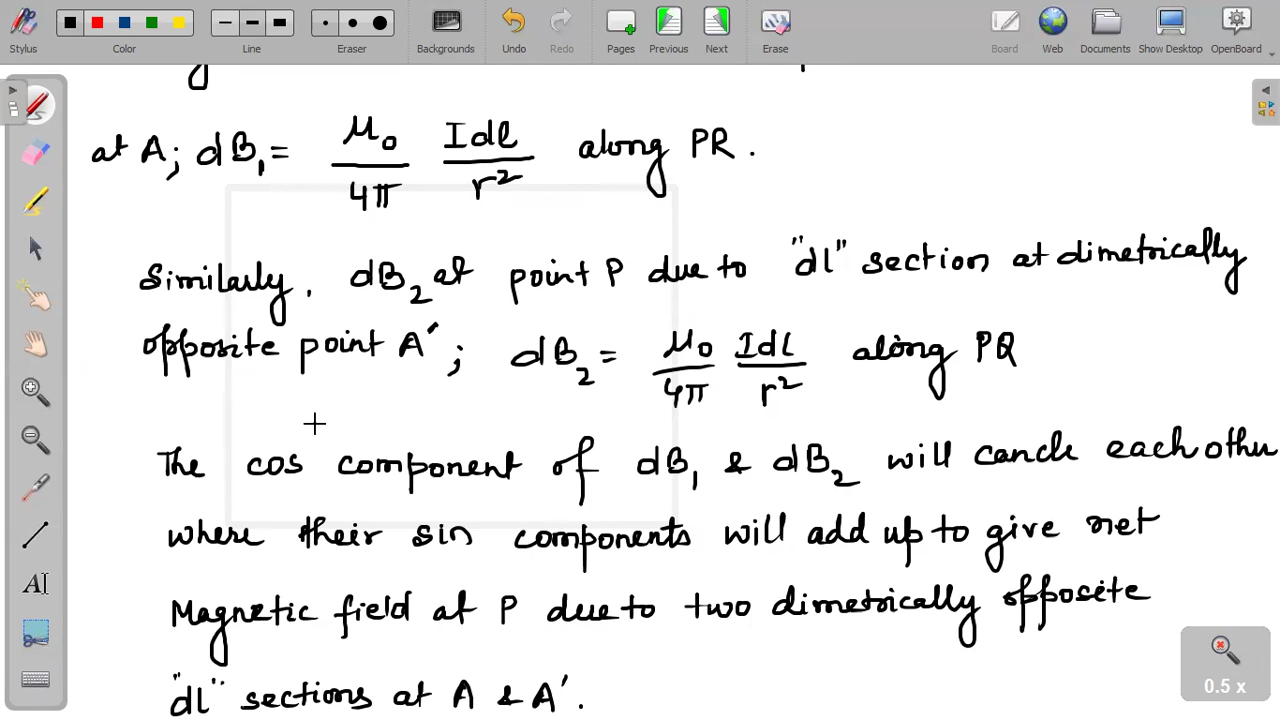 Stylus Color Line Eraser Backgrounds Undo Redo Pages Previous Next Erase Board Web Documents Show Desktop OpenBoard
at A; dB₁ = μ₀/4π Idl/r² along PR.
Similarly, dB₂ at point P due to "dl" section at dimetrically
opposite point A'; dB₂ = μ₀/4π Idl/r² along PQ
The cos component of dB₁ & dB₂ will cancle each other
where their sin components will add up to give net
Magnetic field at P due to two dimetrically opposite
"dl" sections at A & A'.
0.5 x